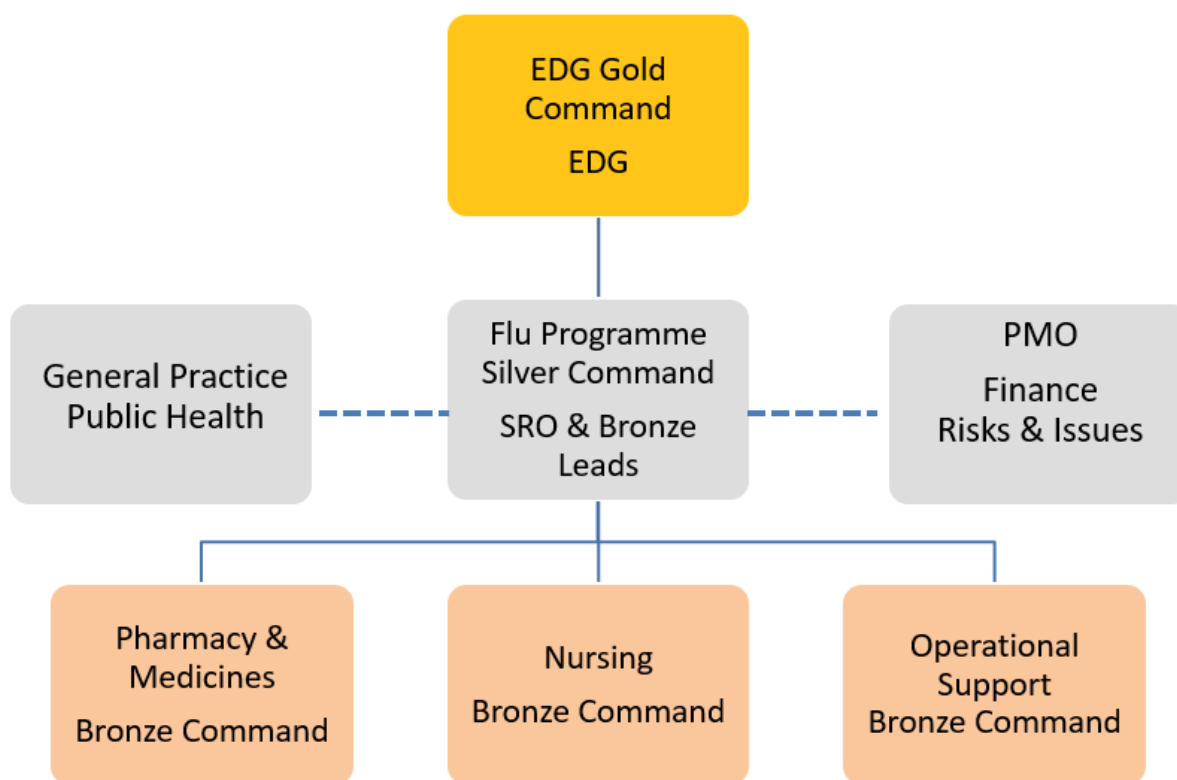 EDG Gold
Command
EDG
General Practice
Public Health
Flu Programme
Silver Command
SRO & Bronze
Leads
PMO
Finance
Risks & Issues
Pharmacy &
Medicines
Bronze Command
Nursing
Bronze Command
Operational
Support
Bronze Command